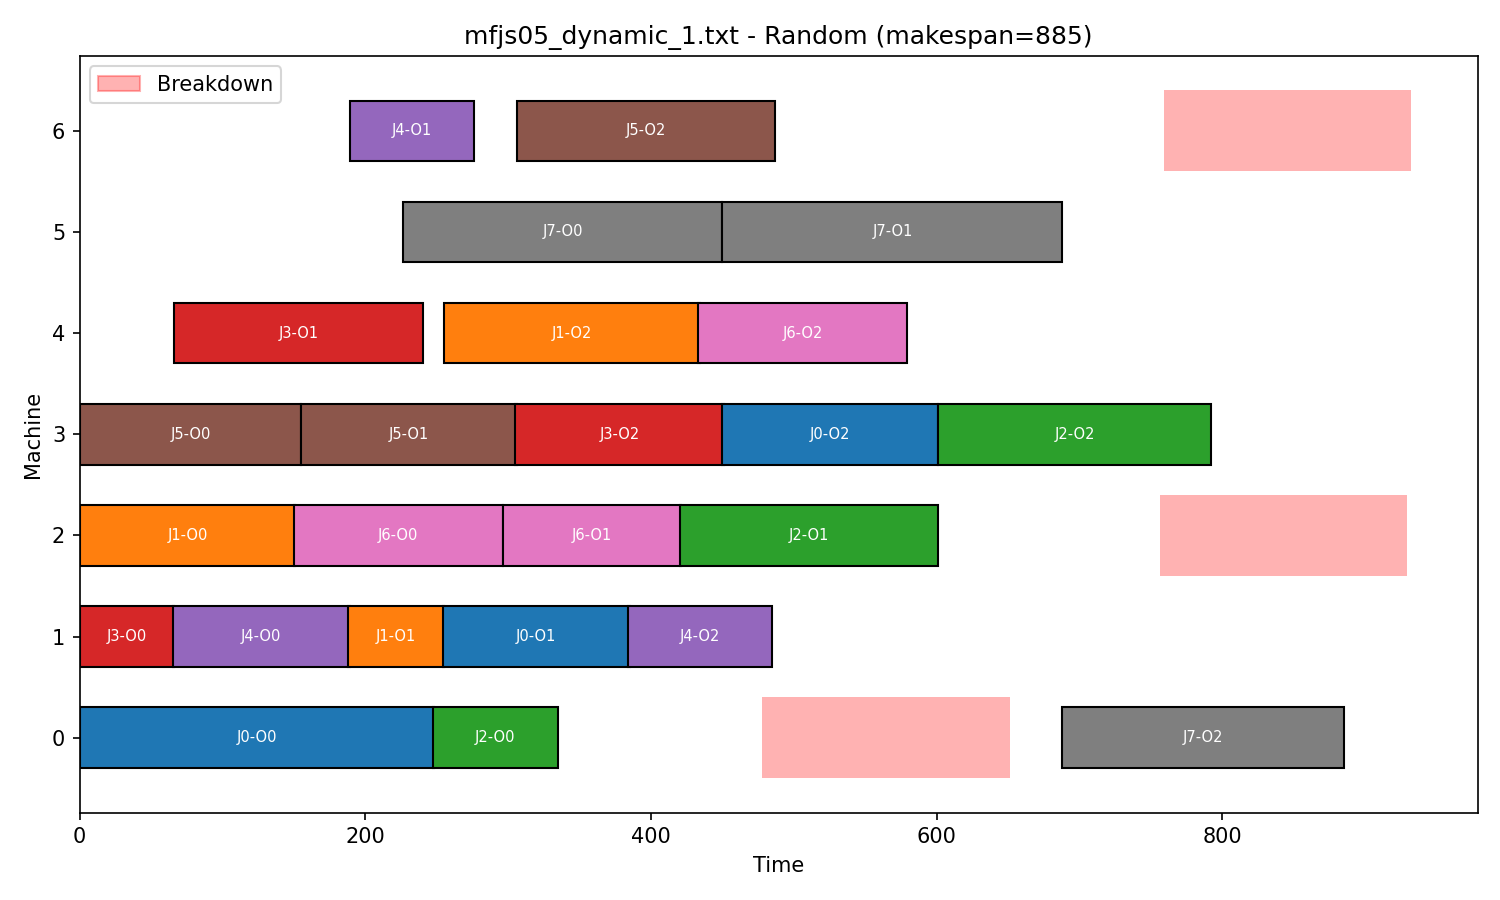 mfjs05_dynamic_1.txt - Random (makespan=885)
Breakdown
6
J4-O1
J5-O2
5
J7-O0
J7-O1
4
J3-O1
J1-O2
J6-O2
3
J5-O0
J5-O1
J3-O2
J0-O2
J2-O2
2
J1-O0
J6-O0
J6-O1
J2-O1
1
J3-O0
J4-O0
J1-O1
J0-O1
J4-O2
0
J0-O0
J2-O0
J7-O2
Machine
0 200 400 600 800
Time